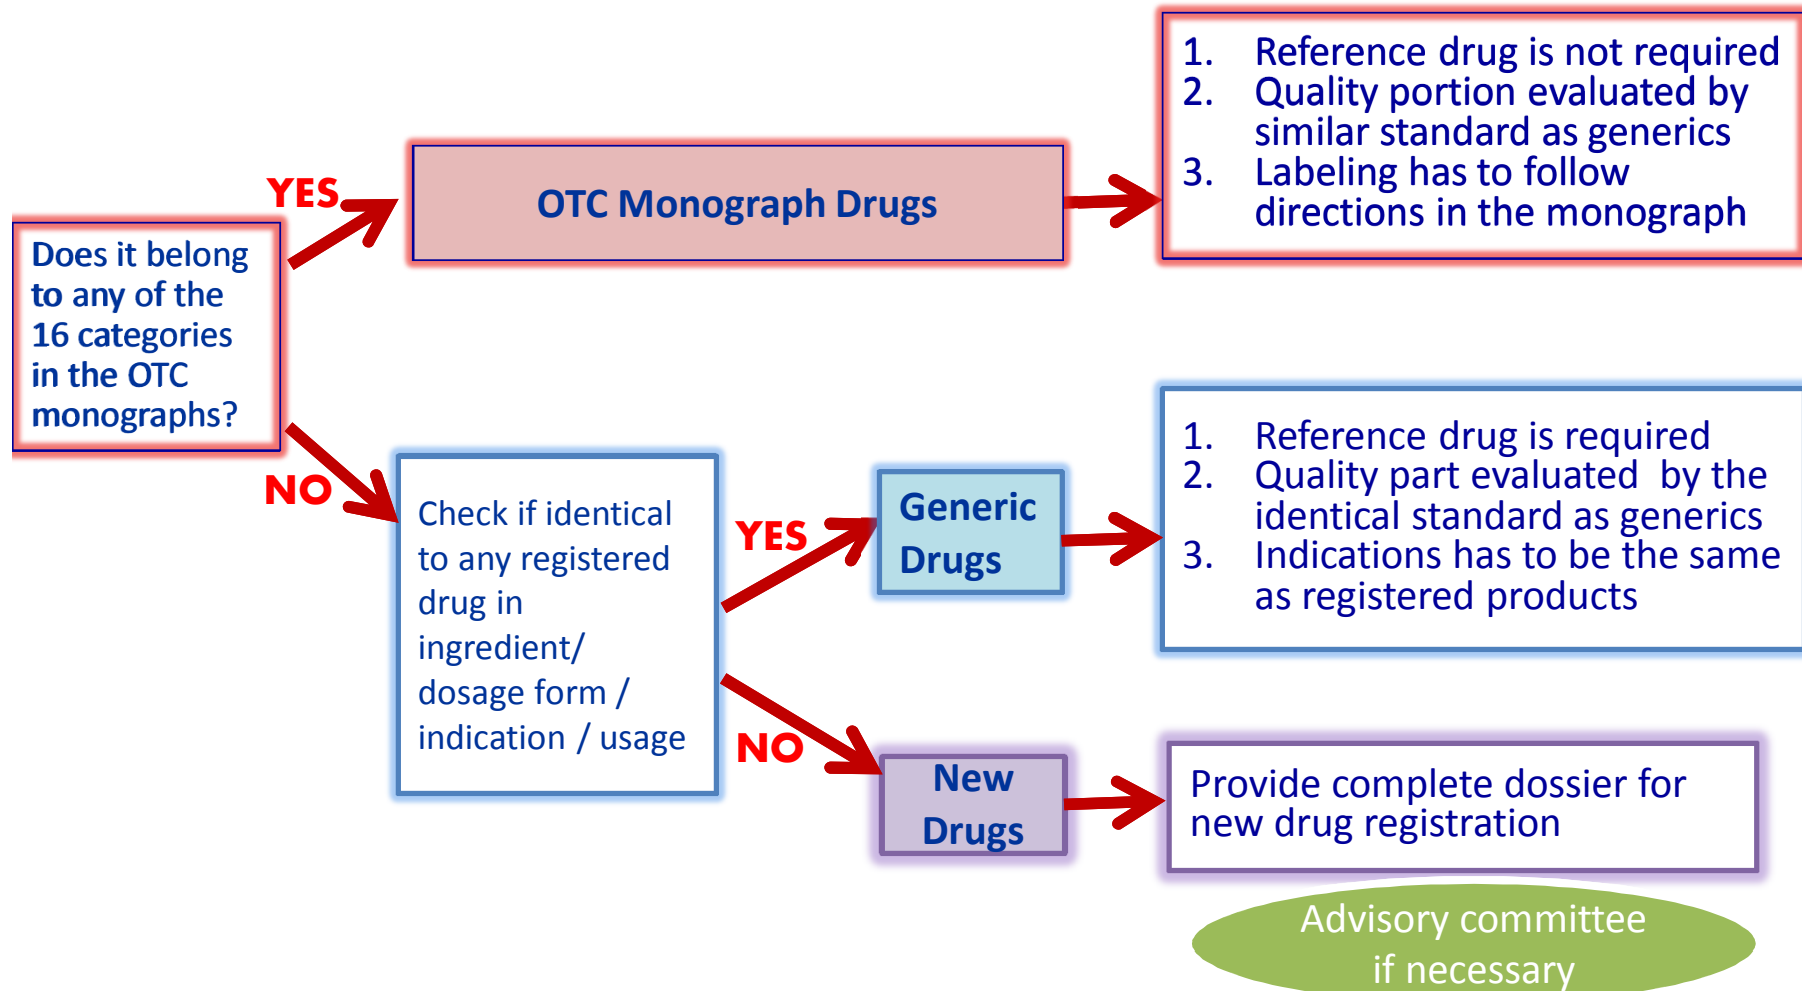 Does it belong
to any of the
16 categories
in the OTC
monographs?
YES
OTC Monograph Drugs
1. Reference drug is not required
2. Quality portion evaluated by
similar standard as generics
3. Labeling has to follow
directions in the monograph
NO
Check if identical
to any registered
drug in
ingredient/
dosage form /
indication / usage
YES
Generic
Drugs
1. Reference drug is required
2. Quality part evaluated  by the
identical standard as generics
3. Indications has to be the same
as registered products
NO
New
Drugs
Provide complete dossier for
new drug registration
Advisory committee
if necessary